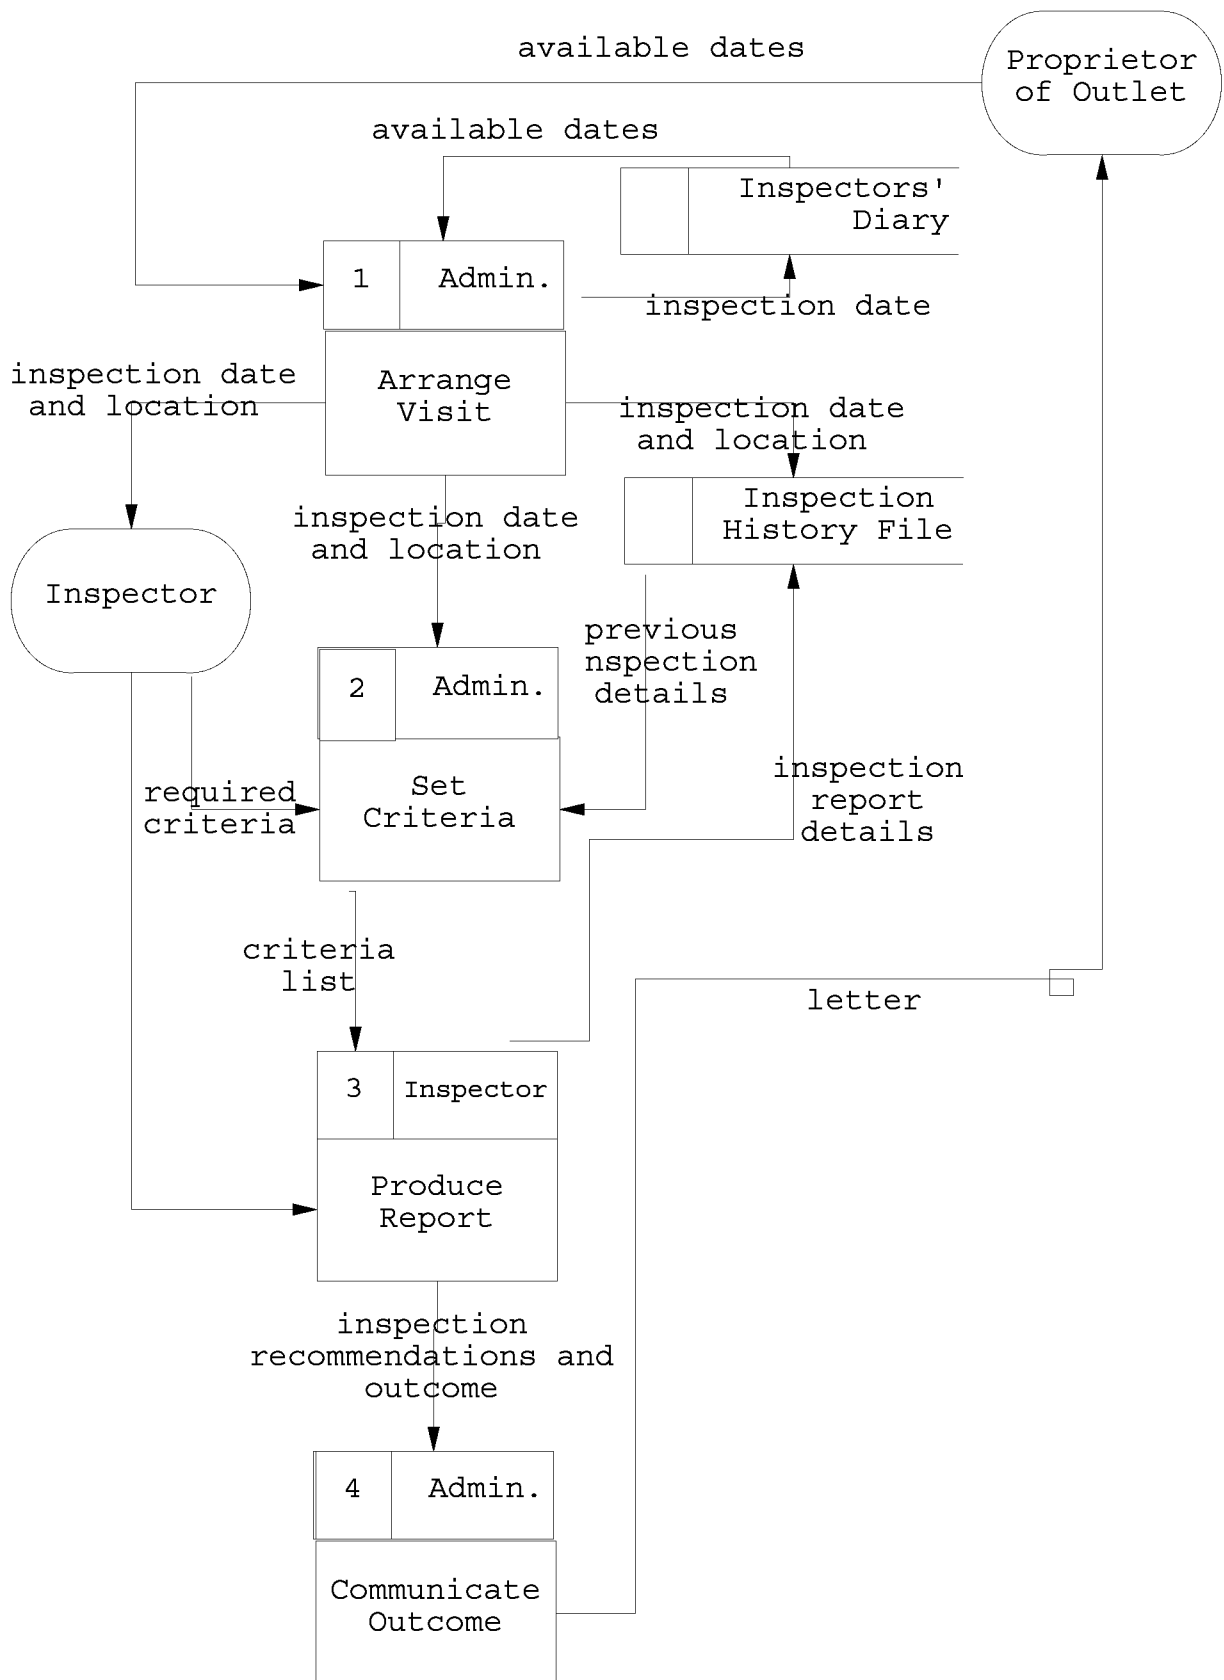 available dates
Proprietor
of Outlet
available dates
Inspectors'
Diary
1
Admin.
inspection date
inspection date
and location
Arrange
Visit
inspection date
and location
Inspection
History File
inspection date
and location
Inspector
previous
nspection
details
2
Admin.
required
criteria
Set
Criteria
inspection
report
details
criteria
list
letter
3
Inspector
Produce
Report
inspection
recommendations and
outcome
4
Admin.
Communicate
Outcome